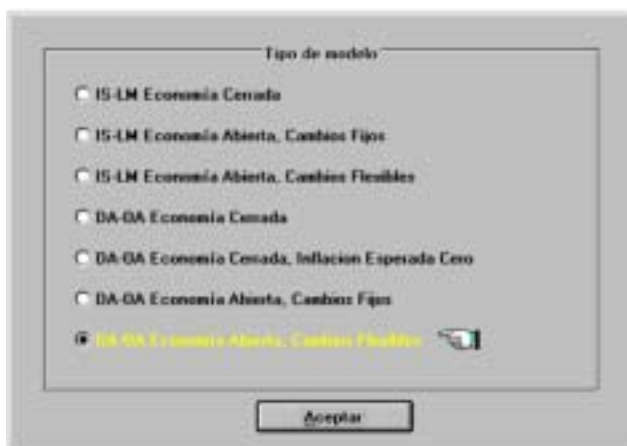 Tipo de modelo
IS-LM Economía Cerrada
IS-LM Economía Abierta, Cambios Fijos
IS-LM Economía Abierta, Cambios Flexibles
DA-OA Economía Cerrada
DA-OA Economía Cerrada, Inflacion Esperada Cero
DA-OA Economía Abierta, Cambios Fijos
DA-OA Economía Abierta, Cambios Flexibles
Aceptar